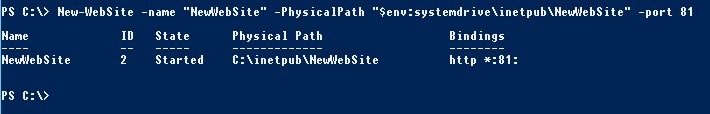 PS C:\> New-WebSite -name "NewWebSite" -PhysicalPath "$env:systemdrive\inetpub\NewWebSite" -port 81
Name ID State Physical Path Bindings
---- -- ----- ------------- --------
NewWebSite 2 Started C:\inetpub\NewWebSite http *:81:
PS C:\>